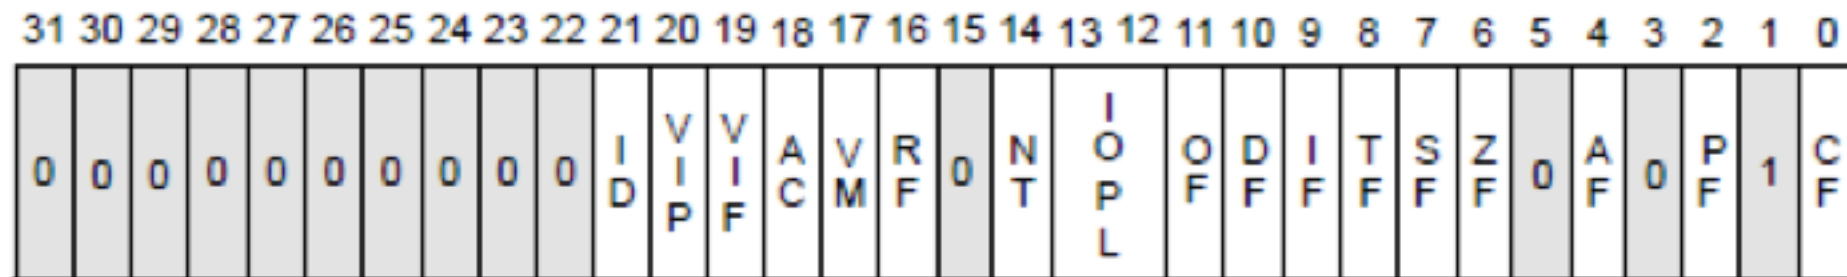 31 30 29 28 27 26 25 24 23 22 21 20 19 18 17 16 15 14 13 12 11 10 9 8 7 6 5 4 3 2 1 0
0 0 0 0 0 0 0 0 0 0 ID VIP VIF AC VM RF 0 NT IOPL OF DF IF TF SF ZF 0 AF 0 PF 1 CF